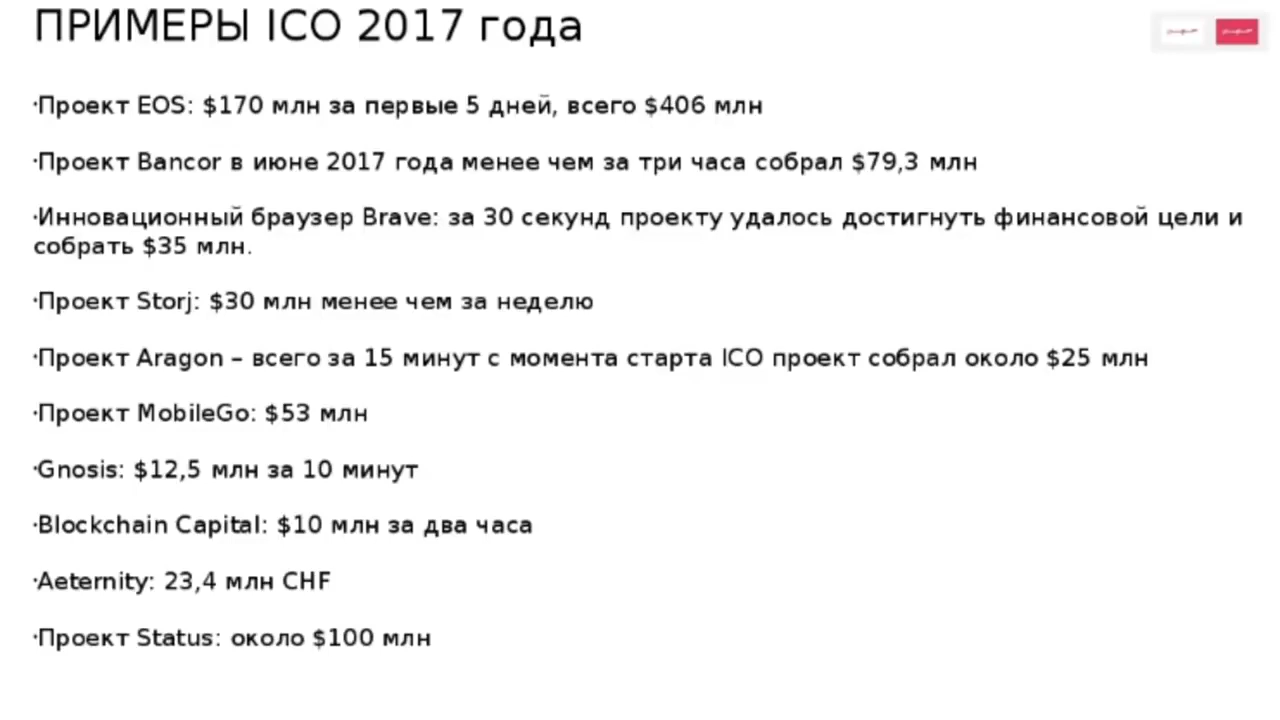 ПРИМЕРЫ ICO 2017 года
·Проект EOS: $170 млн за первые 5 дней, всего $406 млн
·Проект Bancor в июне 2017 года менее чем за три часа собрал $79,3 млн
·Инновационный браузер Brave: за 30 секунд проекту удалось достигнуть финансовой цели и
собрать $35 млн.
·Проект Storj: $30 млн менее чем за неделю
·Проект Aragon – всего за 15 минут с момента старта ICO проект собрал около $25 млн
·Проект MobileGo: $53 млн
·Gnosis: $12,5 млн за 10 минут
·Blockchain Capital: $10 млн за два часа
·Aeternity: 23,4 млн CHF
·Проект Status: около $100 млн